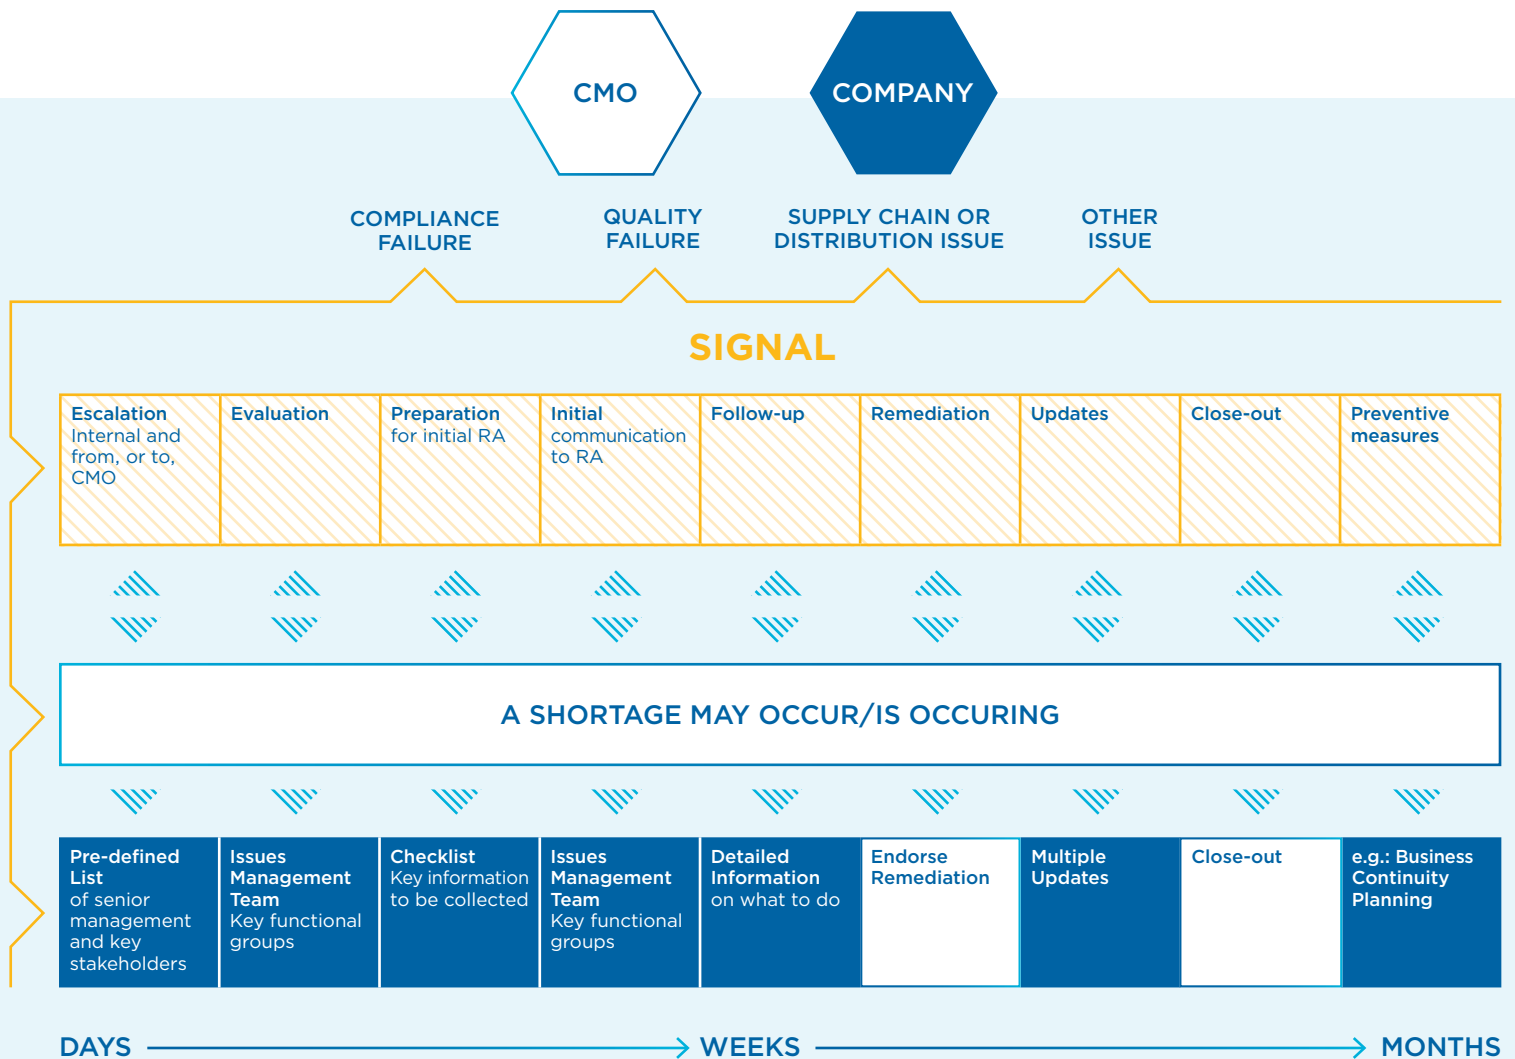 CMO
COMPANY
COMPLIANCE
FAILURE
QUALITY
FAILURE
SUPPLY CHAIN OR
DISTRIBUTION ISSUE
OTHER
ISSUE
SIGNAL
Escalation
Internal and
from, or to,
CMO
Evaluation
Preparation
for initial RA
Initial
communication
to RA
Follow-up
Remediation
Updates
Close-out
Preventive
measures
A SHORTAGE MAY OCCUR/IS OCCURING
Pre-defined
List
of senior
management
and key
stakeholders
Issues
Management
Team
Key functional
groups
Checklist
Key information
to be collected
Issues
Management
Team
Key functional
groups
Detailed
Information
on what to do
Endorse
Remediation
Multiple
Updates
Close-out
e.g.: Business
Continuity
Planning
DAYS
WEEKS
MONTHS